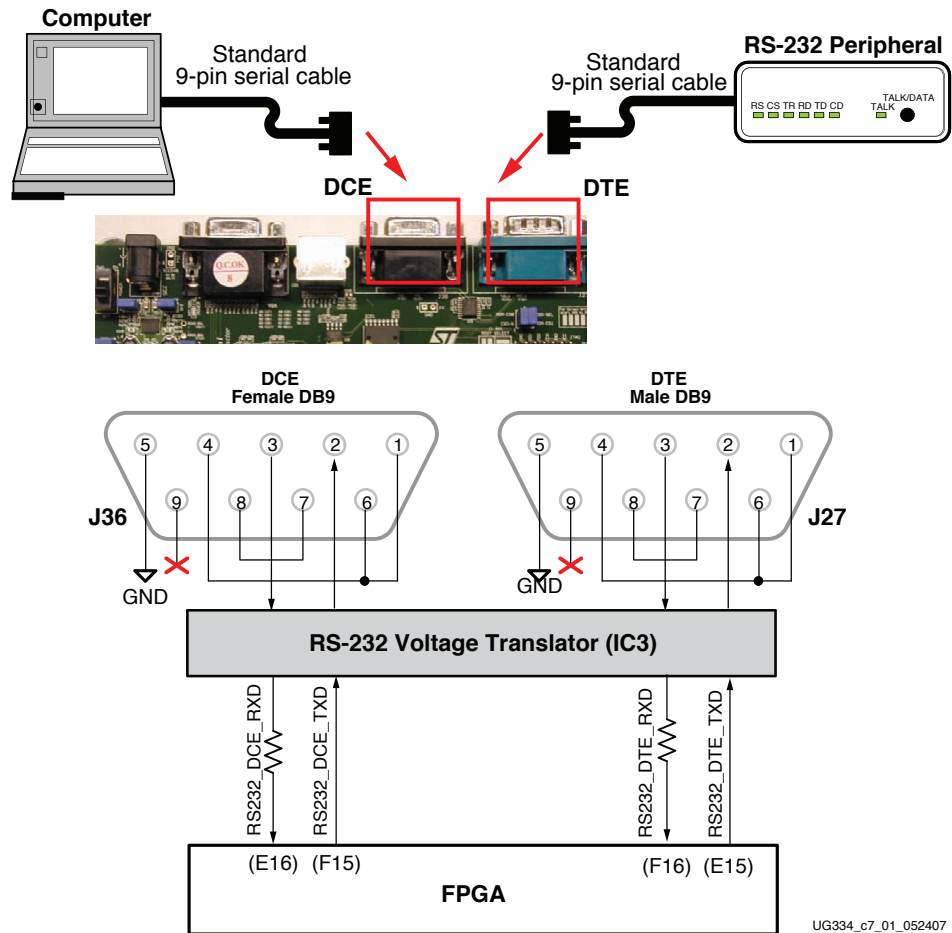 Computer
Standard
9-pin serial cable
Standard
9-pin serial cable
RS-232 Peripheral
RS CS TR RD TD CD
TALK
TALK/DATA
DCE
DTE
Q.C.OK
8
DCE
Female DB9
DTE
Male DB9
5 4 3 2 1
9 8 7 6
J36
GND
5 4 3 2 1
9 8 7 6
J27
GND
RS-232 Voltage Translator (IC3)
RS232_DCE_RXD
RS232_DCE_TXD
RS232_DTE_RXD
RS232_DTE_TXD
(E16) (F15)
(F16) (E15)
FPGA
UG334_c7_01_052407